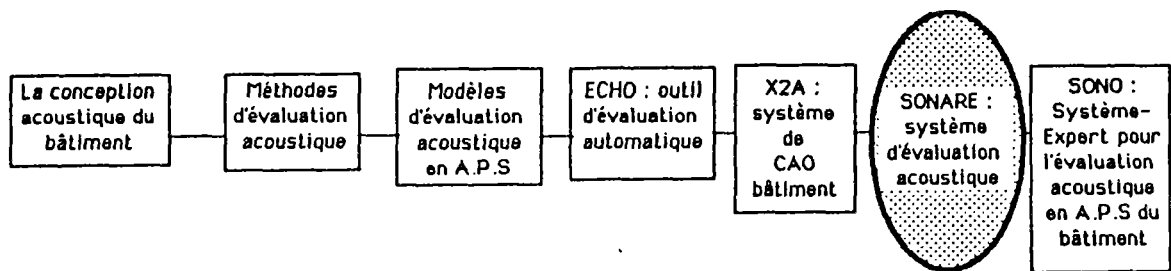 La conception
acoustique du
bâtiment
Méthodes
d'évaluation
acoustique
Modèles
d'évaluation
acoustique
en A.P.S
ECHO : outil
d'évaluation
automatique
X2A :
système
de
CAO
bâtiment
SONARE :
système
d'évaluation
acoustique
SONO :
Système-
Expert pour
l'évaluation
acoustique
en A.P.S du
bâtiment